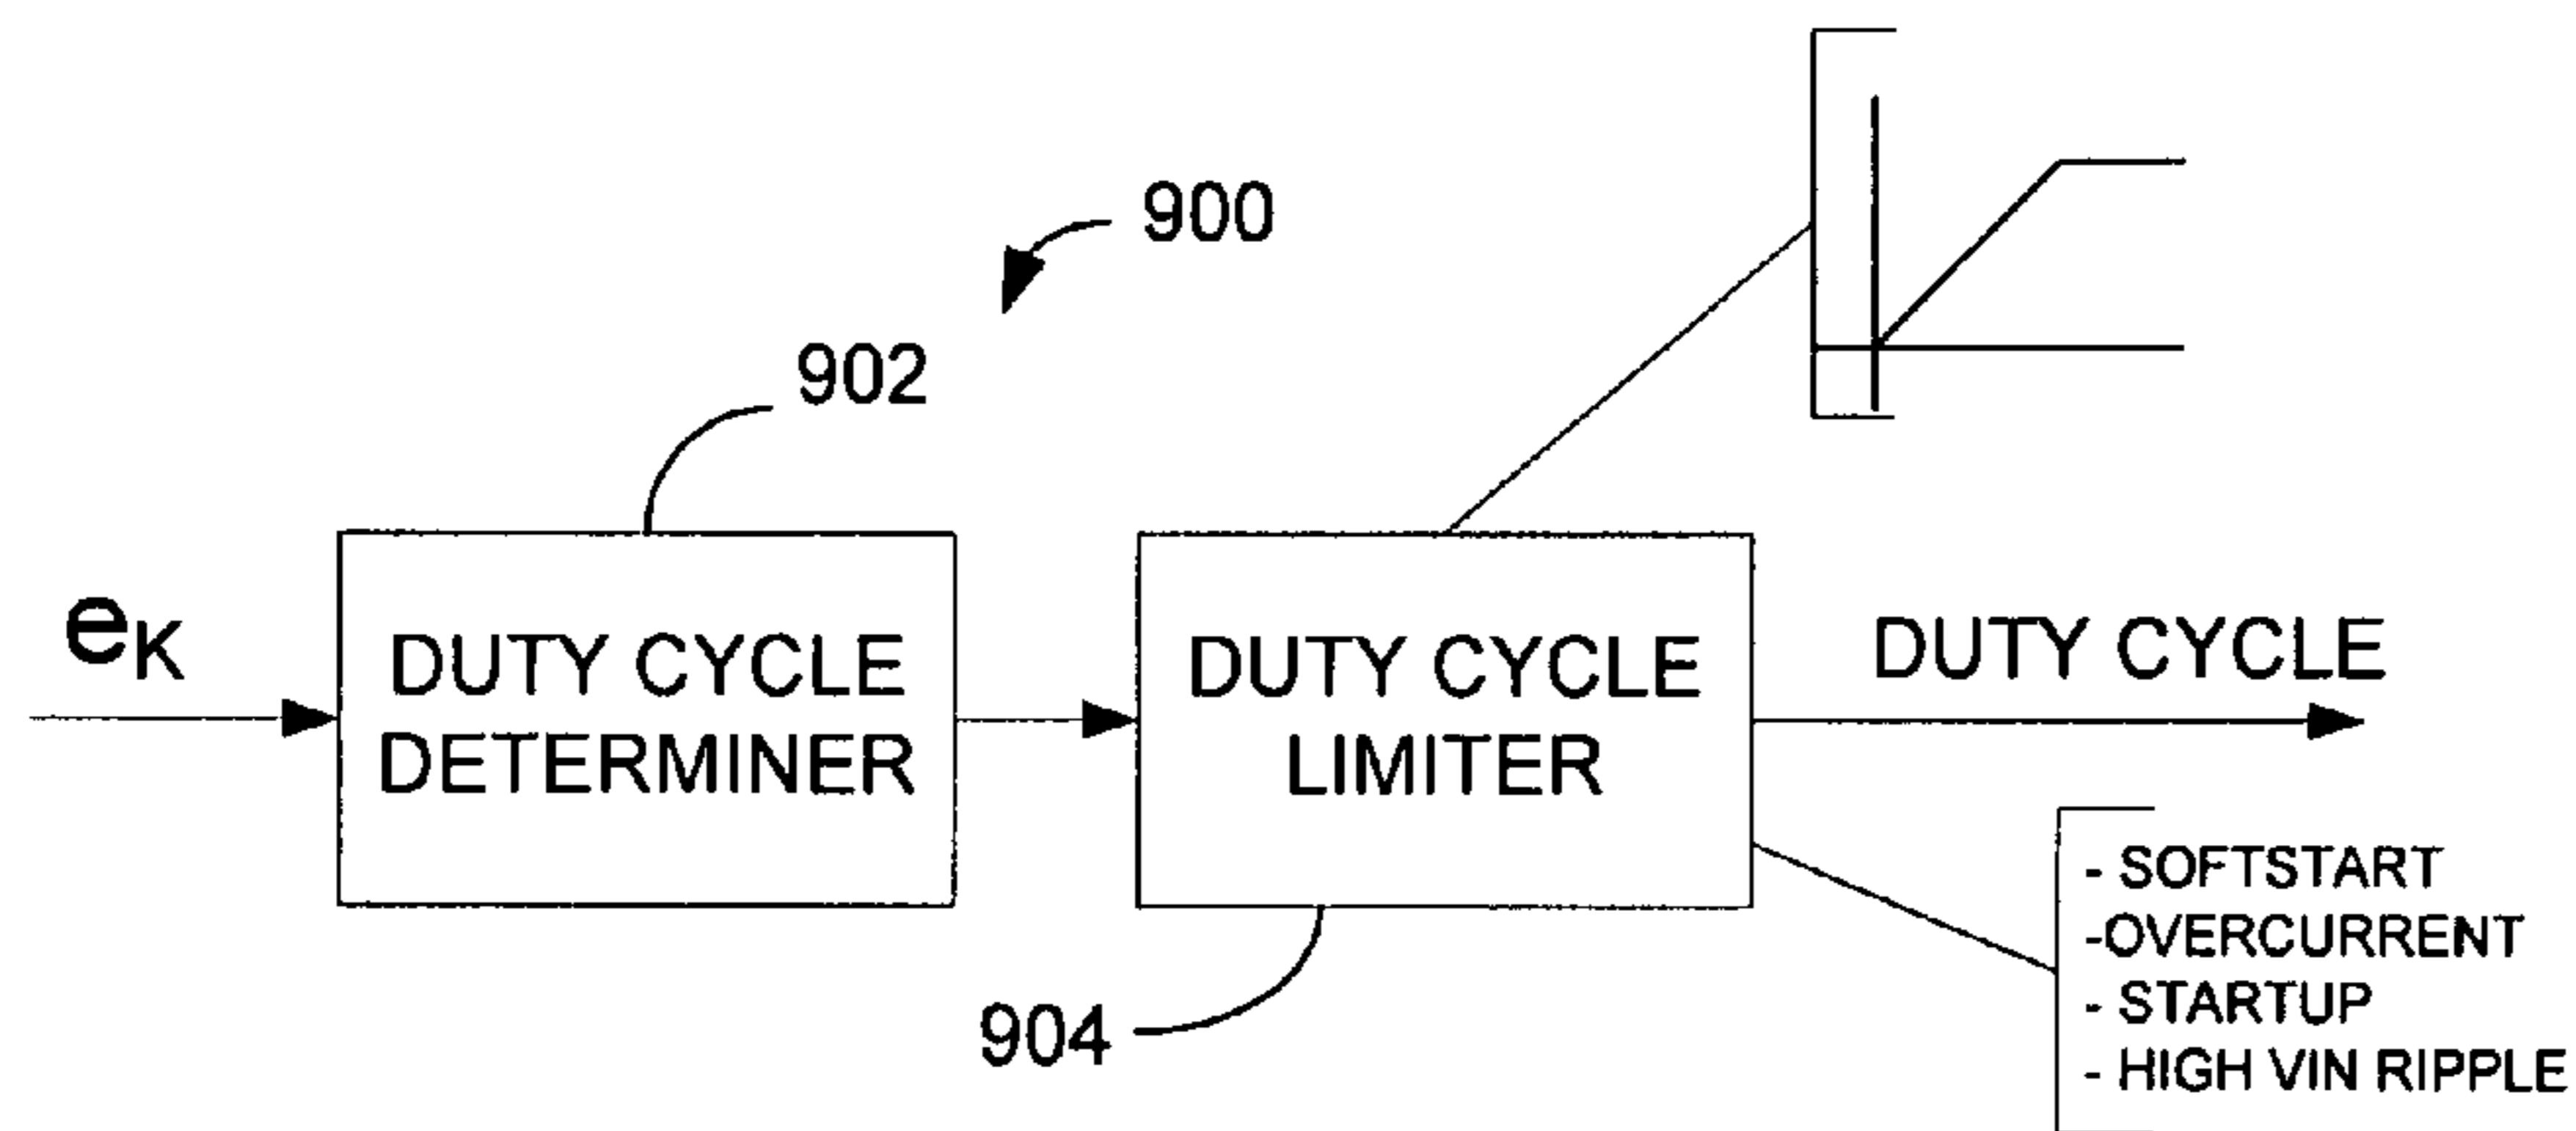 900
902
eK
DUTY CYCLE
DETERMINER
DUTY CYCLE
LIMITER
DUTY CYCLE
904
- SOFTSTART
-OVERCURRENT
- STARTUP
- HIGH VIN RIPPLE